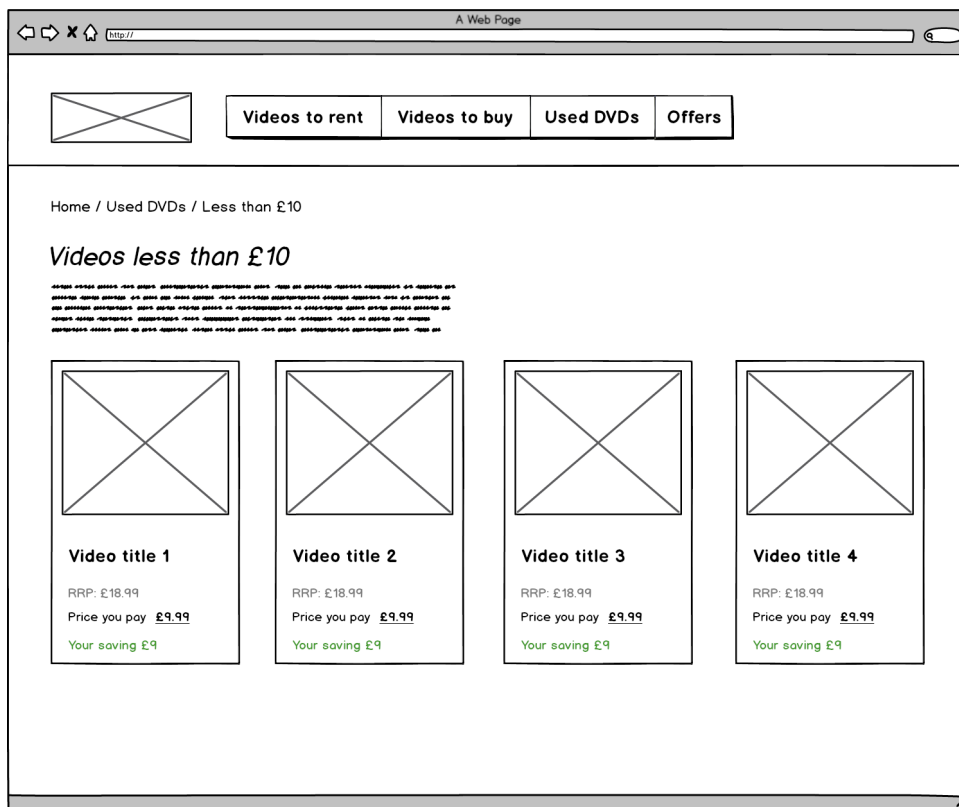 A Web Page
http://
Videos to rent Videos to buy Used DVDs Offers
Home / Used DVDs / Less than £10
Videos less than £10
Video title 1
RRP: £18.99
Price you pay £9.99
Your saving £9
Video title 2
RRP: £18.99
Price you pay £9.99
Your saving £9
Video title 3
RRP: £18.99
Price you pay £9.99
Your saving £9
Video title 4
RRP: £18.99
Price you pay £9.99
Your saving £9